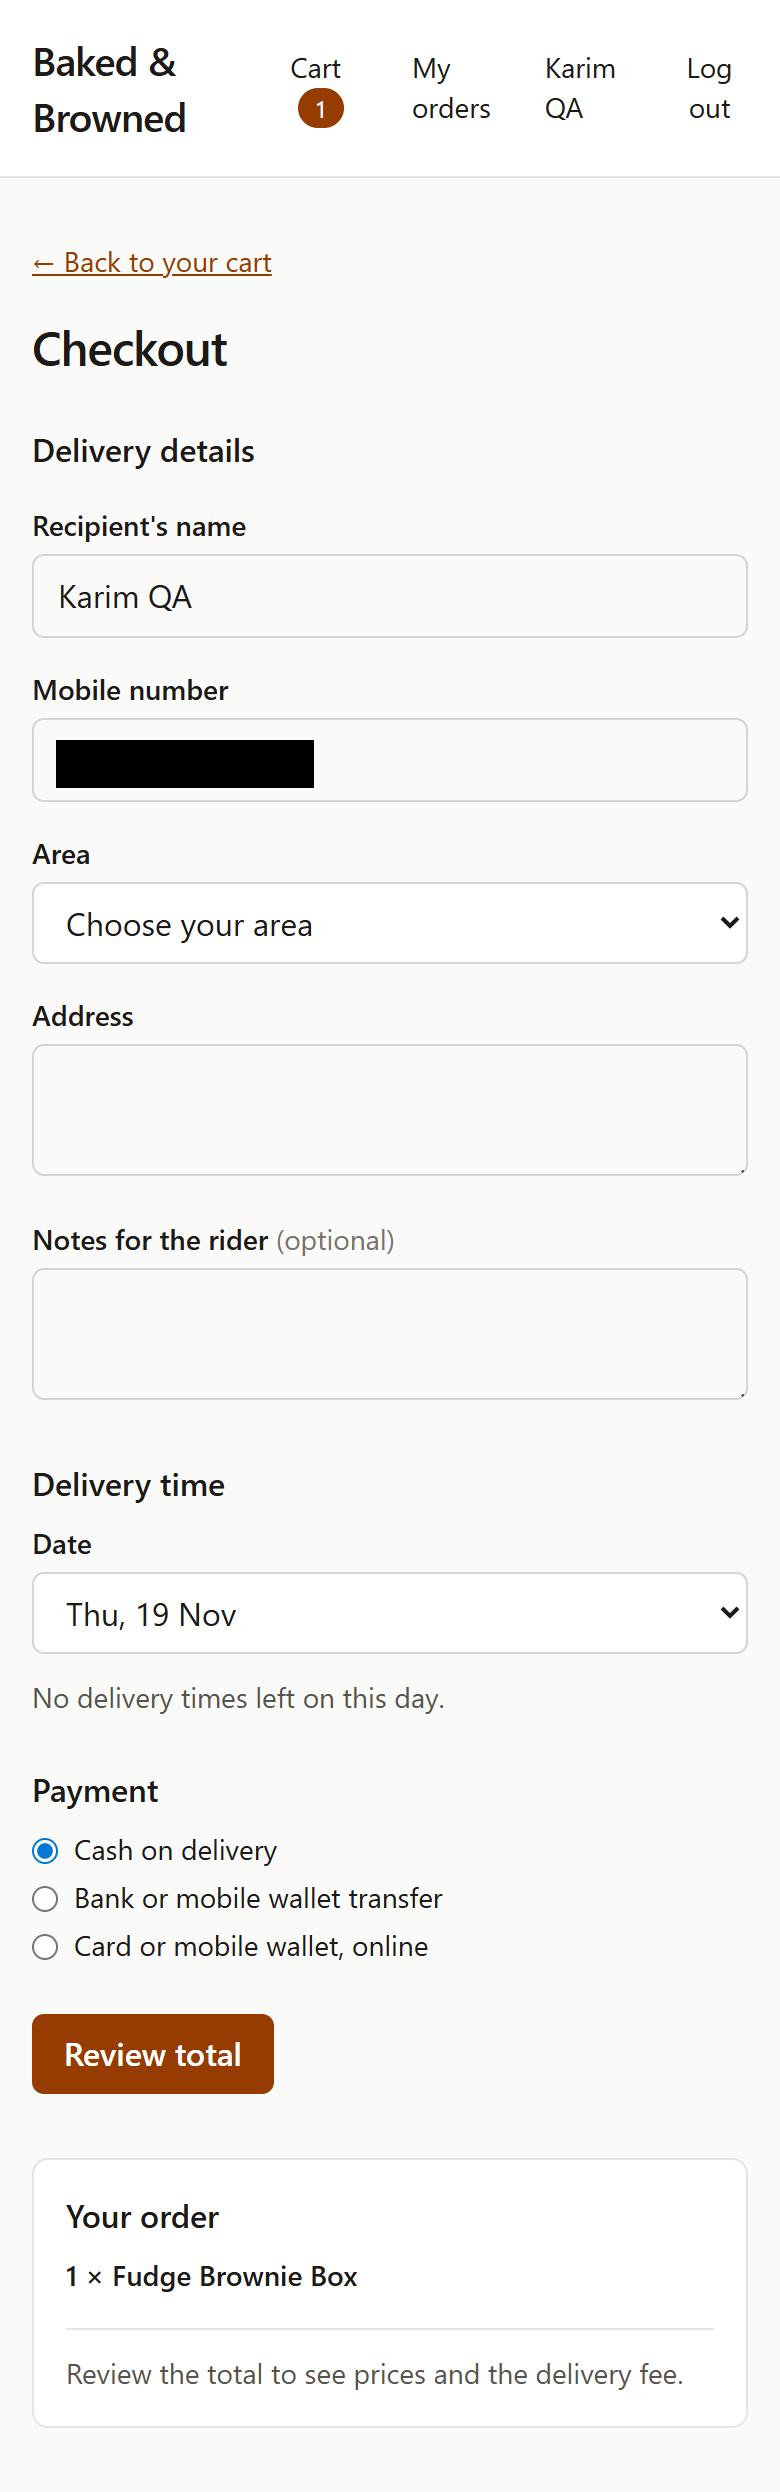 Baked &
Browned
Cart
1
My
orders
Karim
QA
Log
out
← Back to your cart
Checkout
Delivery details
Recipient's name
Karim QA
Mobile number
Area
Choose your area
Address
Notes for the rider (optional)
Delivery time
Date
Thu, 19 Nov
No delivery times left on this day.
Payment
Cash on delivery
Bank or mobile wallet transfer
Card or mobile wallet, online
Review total
Your order
1 × Fudge Brownie Box
Review the total to see prices and the delivery fee.